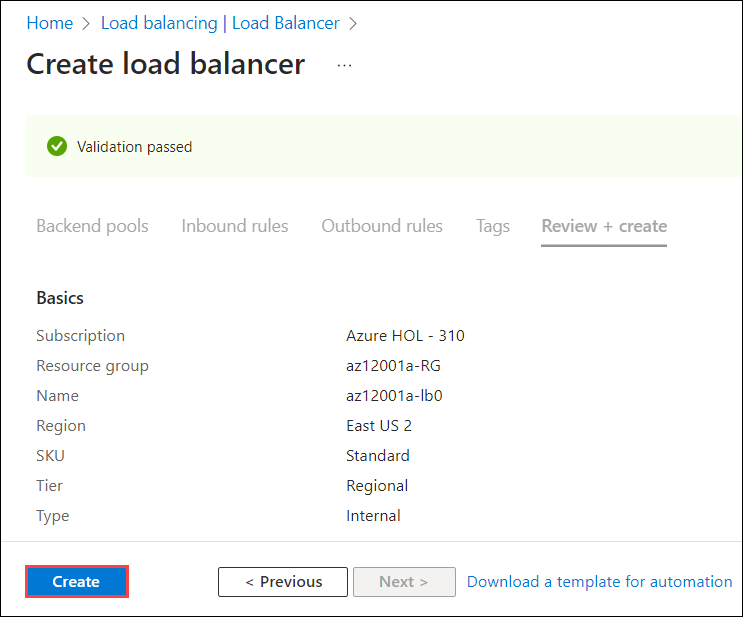 Home > Load balancing | Load Balancer >
Create load balancer ...
Validation passed
Backend pools Inbound rules Outbound rules Tags Review + create
Basics
Subscription Azure HOL - 310
Resource group az12001a-RG
Name az12001a-lb0
Region East US 2
SKU Standard
Tier Regional
Type Internal
Create < Previous Next > Download a template for automation